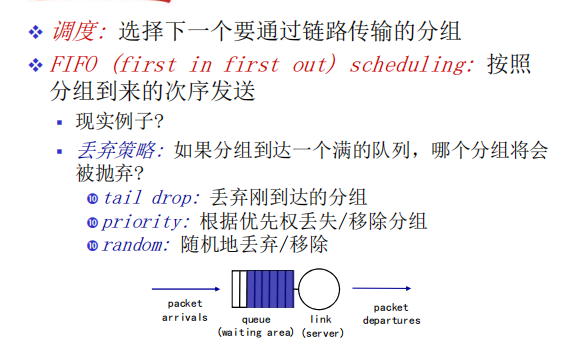 调度: 选择下一个要通过链路传输的分组
FIFO (first in first out) scheduling: 按照
分组到来的次序发送
现实例子?
丢弃策略: 如果分组到达一个满的队列，哪个分组将会
被抛弃?
tail drop: 丢弃刚到达的分组
priority: 根据优先权丢失/移除分组
random: 随机地丢弃/移除
packet
arrivals
queue
(waiting area)
link
(server)
packet
departures